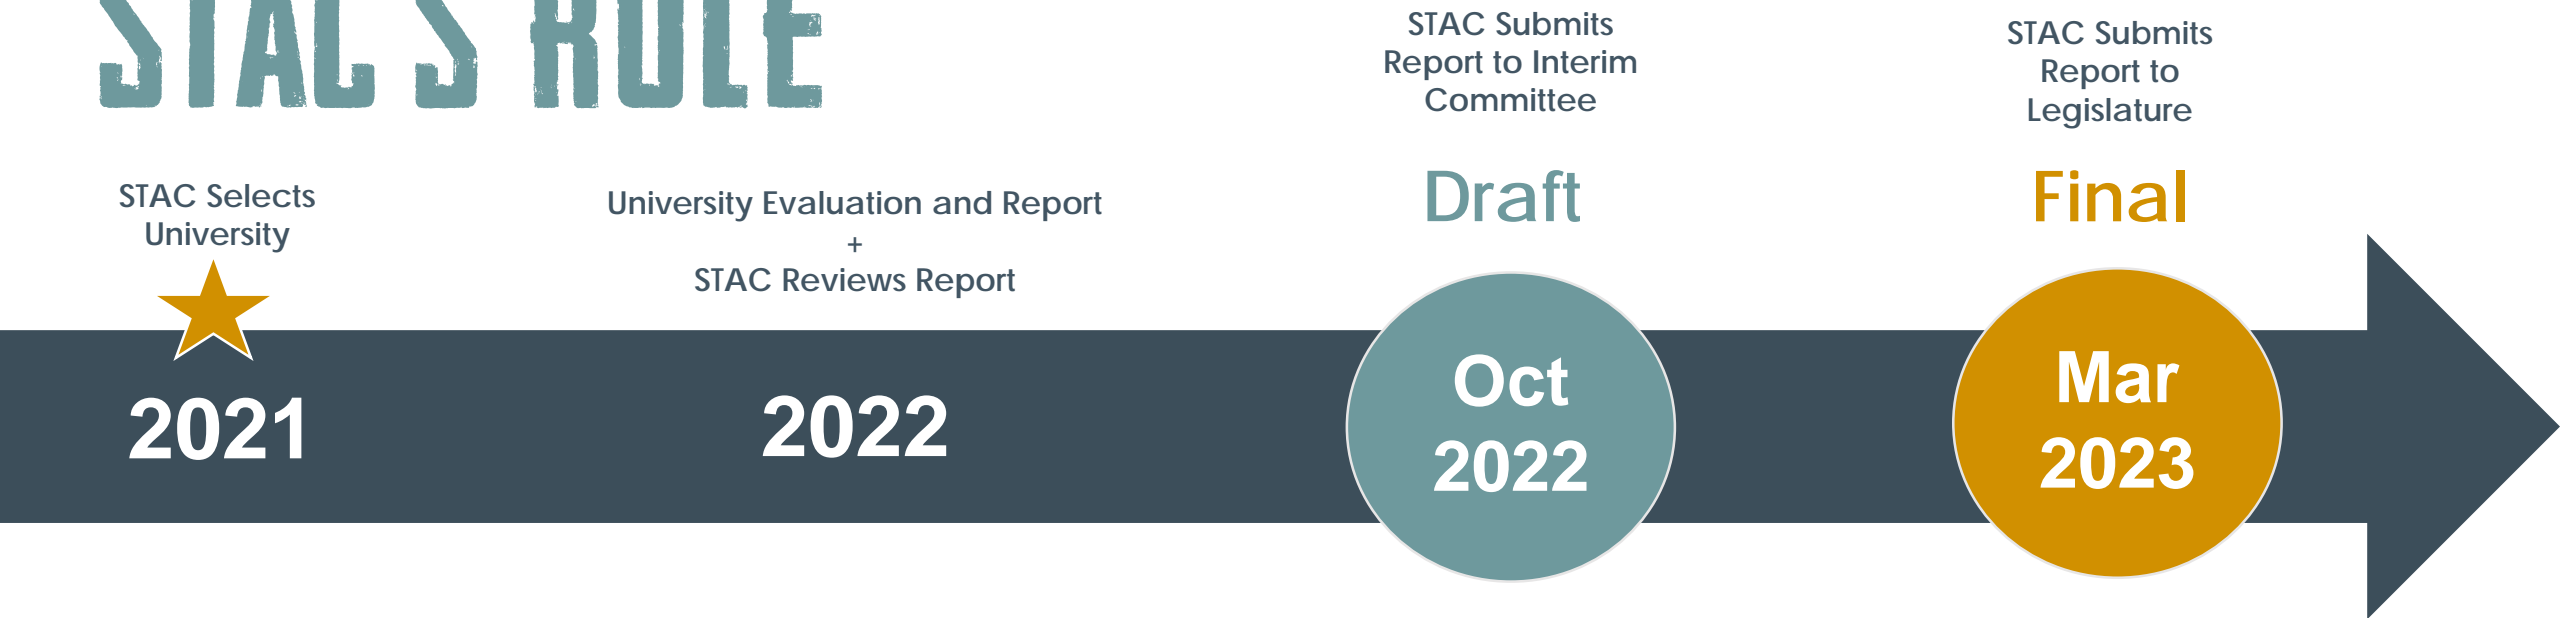 STAC'S ROLE
STAC Selects
University
2021
University Evaluation and Report
+
STAC Reviews Report
2022
STAC Submits
Report to Interim
Committee
Draft
Oct
2022
STAC Submits
Report to
Legislature
Final
Mar
2023